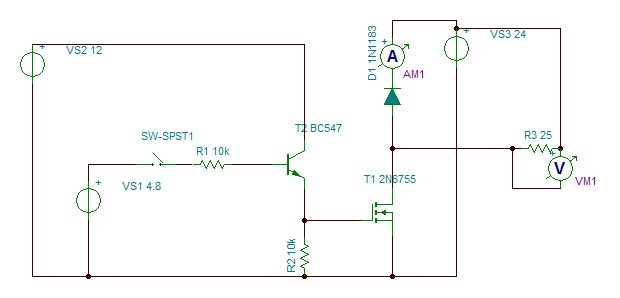 VS2 12
D1 1N1183
A
AM1
VS3 24
SW-SPST1
R1 10k
T2 BC547
R3 25
V
VM1
VS1 4.8
T1 2N6755
R2 10k